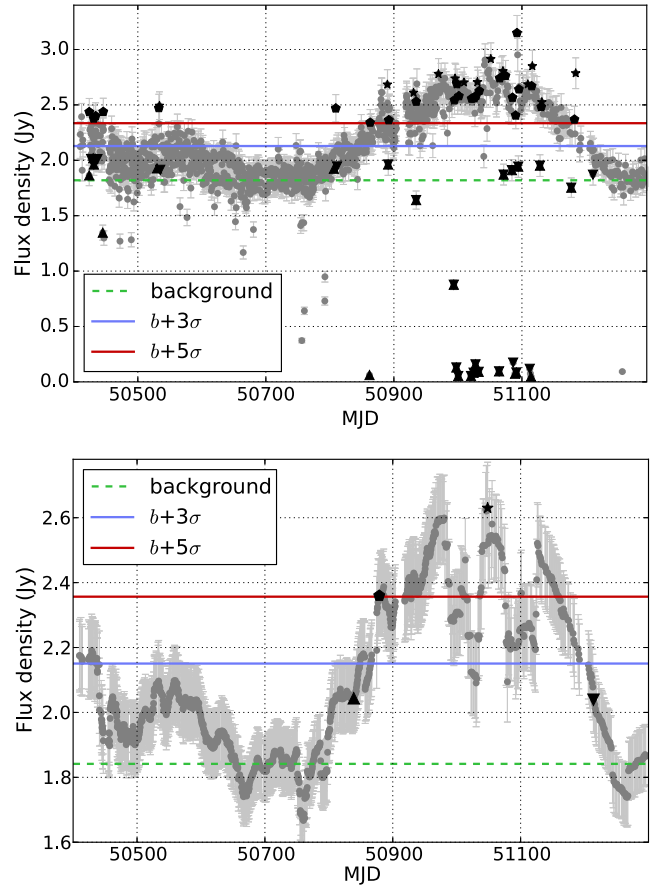 3.0
2.5
2.0
1.5
1.0
0.5
0.0
Flux density (Jy)
background
b+3σ
b+5σ
50500 50700 50900 51100
MJD
2.6
2.4
2.2
2.0
1.8
1.6
Flux density (Jy)
background
b+3σ
b+5σ
50500 50700 50900 51100
MJD